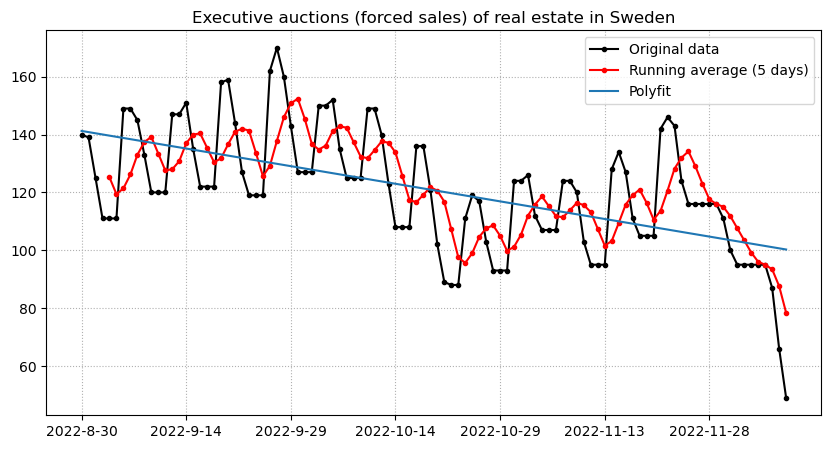 Executive auctions (forced sales) of real estate in Sweden
Original data
Running average (5 days)
Polyfit
160
140
120
100
80
60
2022-8-30 2022-9-14 2022-9-29 2022-10-14 2022-10-29 2022-11-13 2022-11-28